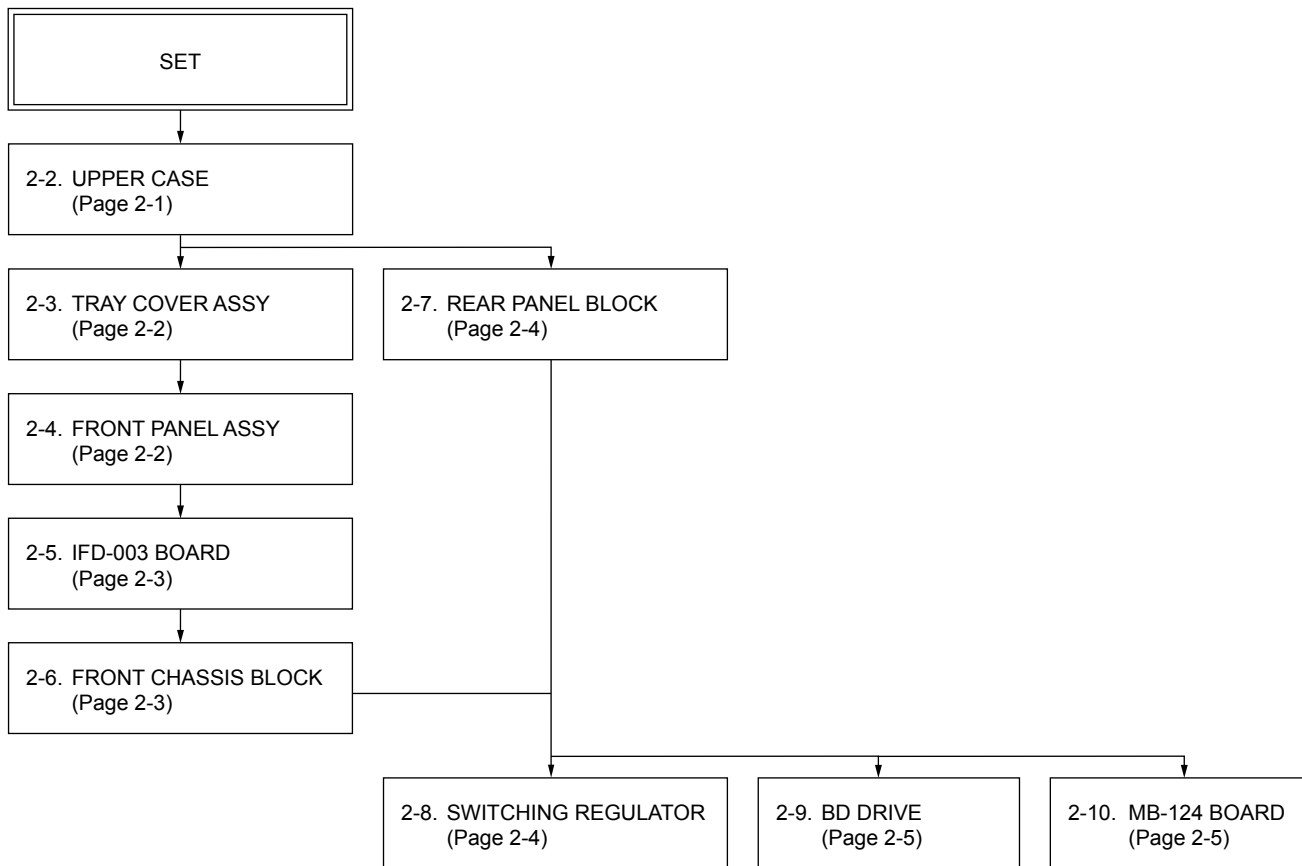 SET
2-2. UPPER CASE
(Page 2-1)
2-3. TRAY COVER ASSY
(Page 2-2)
2-7. REAR PANEL BLOCK
(Page 2-4)
2-4. FRONT PANEL ASSY
(Page 2-2)
2-5. IFD-003 BOARD
(Page 2-3)
2-6. FRONT CHASSIS BLOCK
(Page 2-3)
2-8. SWITCHING REGULATOR
(Page 2-4)
2-9. BD DRIVE
(Page 2-5)
2-10. MB-124 BOARD
(Page 2-5)